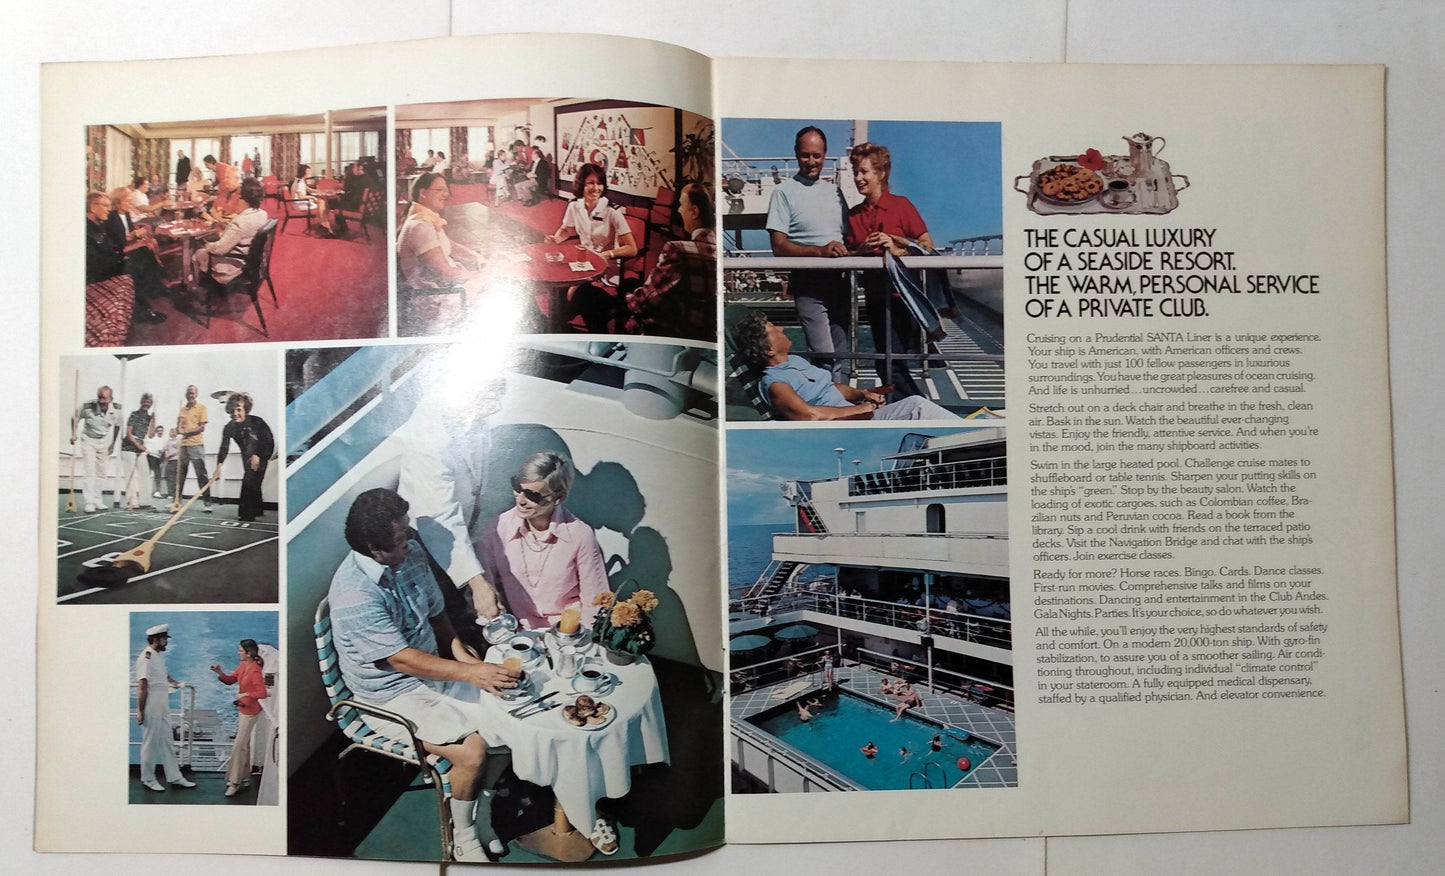 THE CASUAL LUXURY
OF A SEASIDE RESORT.
THE WARM, PERSONAL SERVICE
OF A PRIVATE CLUB.
Cruising on a Prudential SANTA Liner is a unique experience.
Your ship is American, with American officers and crews.
You travel with just 100 fellow passengers in luxurious
surroundings. You have the great pleasures of ocean cruising.
And life is unhurried...uncrowded...carefree and casual.
Stretch out on a deck chair and breathe in the fresh, clean
air. Bask in the sun. Watch the beautiful ever-changing
vistas. Enjoy the friendly, attentive service. And when you're
in the mood, join the many shipboard activities.
Swim in the large heated pool. Challenge cruise mates to
shuffleboard or table tennis. Sharpen your putting skills on
the ship's "green." Stop by the beauty salon. Watch the
loading of exotic cargoes, such as Colombian coffee, Bra-
zilian nuts and Peruvian cocoa. Read a book from the
library. Sip a cool drink with friends on the terraced patio
decks. Visit the Navigation Bridge and chat with the ship's
officers. Join exercise classes.
Ready for more? Horse races. Bingo. Cards. Dance classes.
First-run movies. Comprehensive talks and films on your
destinations. Dancing and entertainment in the Club Andes.
Gala Nights. Parties. It's your choice, so do whatever you wish.
All the while, you'll enjoy the very highest standards of safety
and comfort. On a modern 20,000-ton ship. With gyro-fin
stabilization, to assure you of a smoother sailing. Air condi-
tioning throughout, including individual "climate control"
in your stateroom. A fully equipped medical dispensary,
staffed by a qualified physician. And elevator convenience.